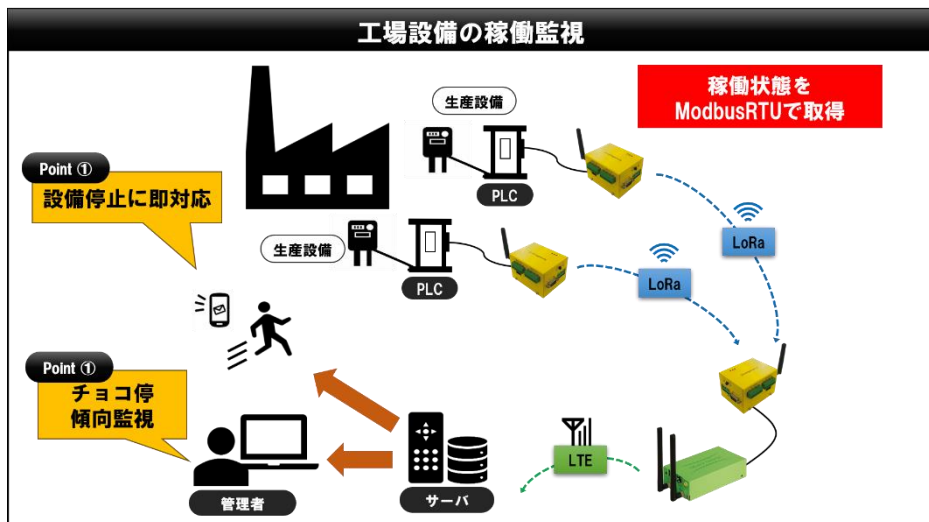 工場設備の稼働監視
稼働状態を
ModbusRTUで取得
生産設備
PLC
Point ①
設備停止に即対応
LoRa
生産設備
PLC
LoRa
Point ①
チョコ停
傾向監視
LTE
管理者
サーバ